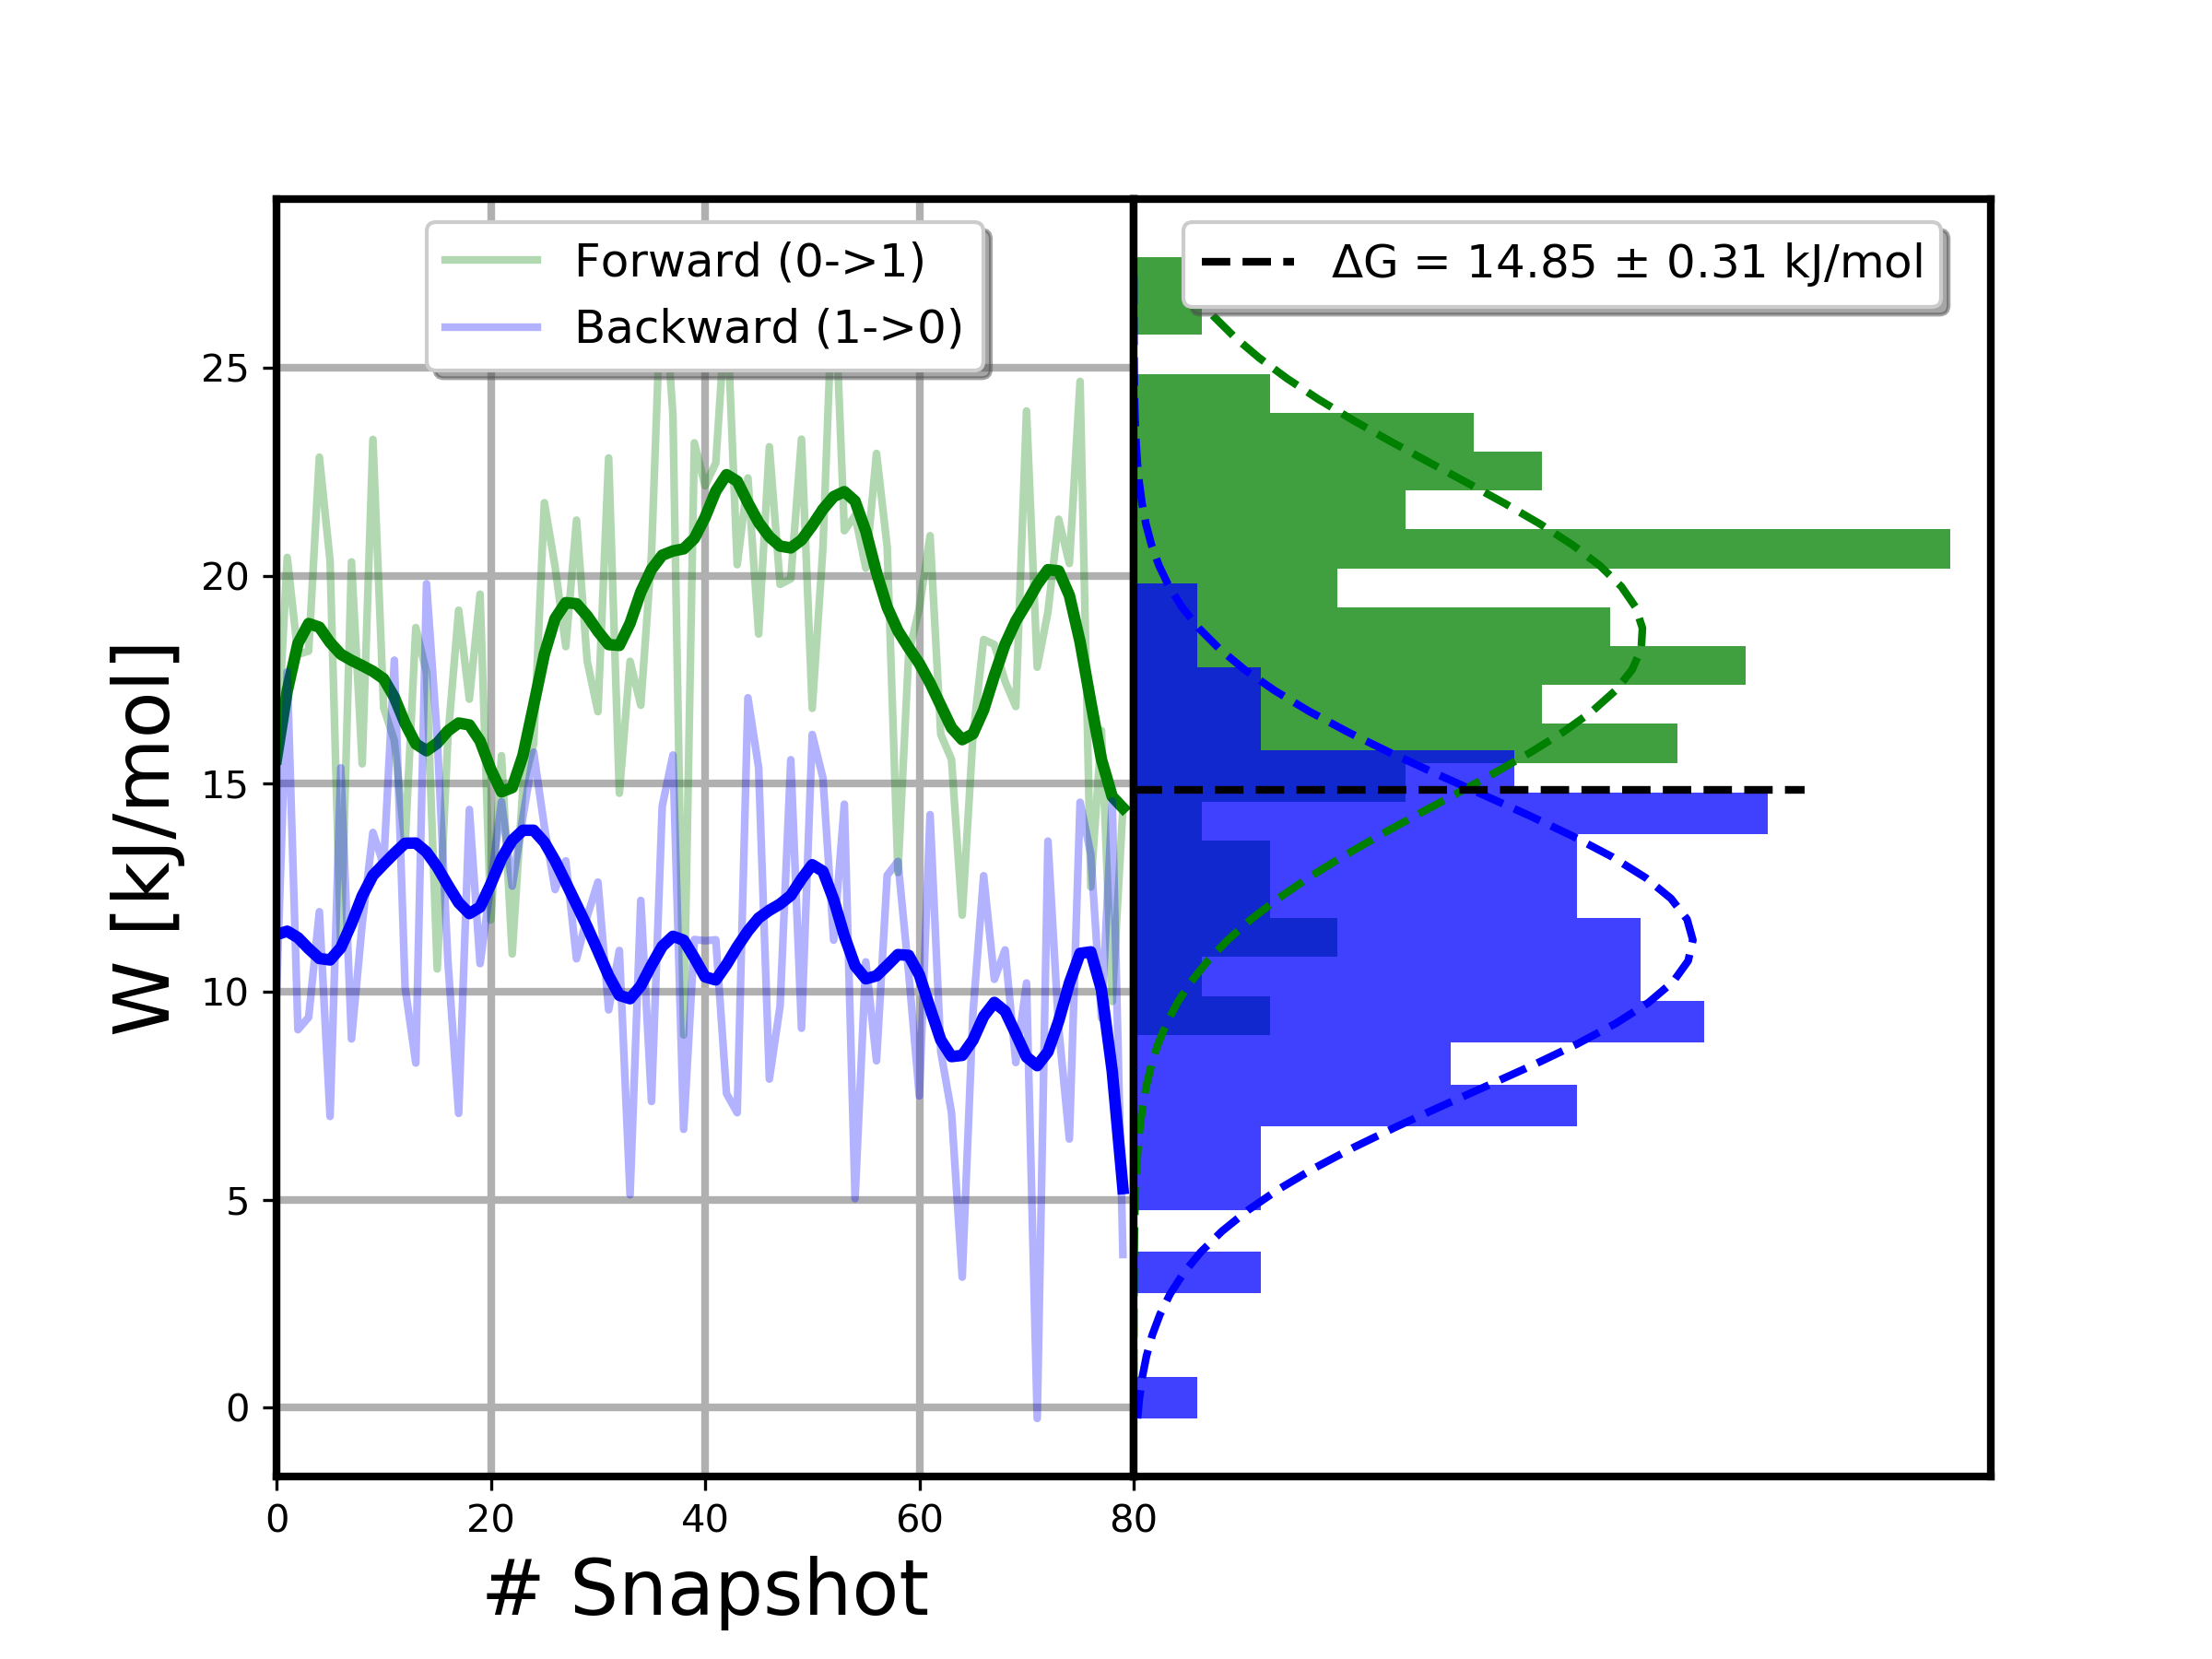 Forward (0->1)
Backward (1->0)
ΔG = 14.85 ± 0.31 kJ/mol
25
20
15
10
5
0
W [kJ/mol]
0 20 40 60 80
# Snapshot